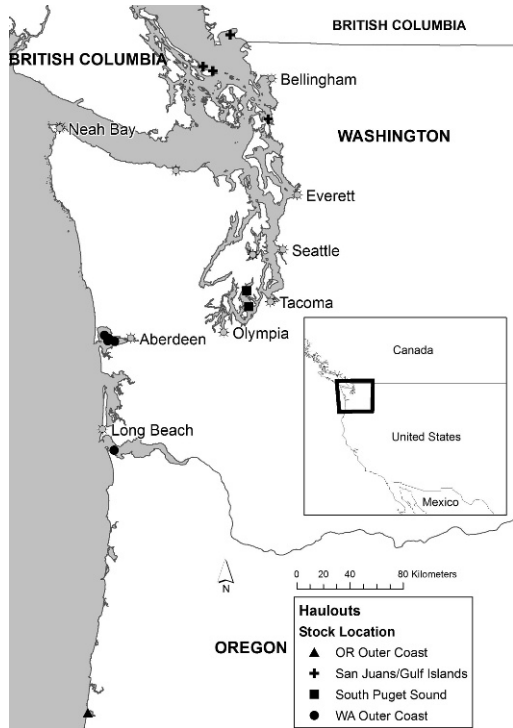 BRITISH COLUMBIA
BRITISH COLUMBIA
Bellingham
Neah Bay
WASHINGTON
Everett
Seattle
Tacoma
Olympia
Aberdeen
Canada
United States
Mexico
Long Beach
N
0 20 40 80 Kilometers
OREGON
Haulouts
Stock Location
OR Outer Coast
San Juans/Gulf Islands
South Puget Sound
WA Outer Coast